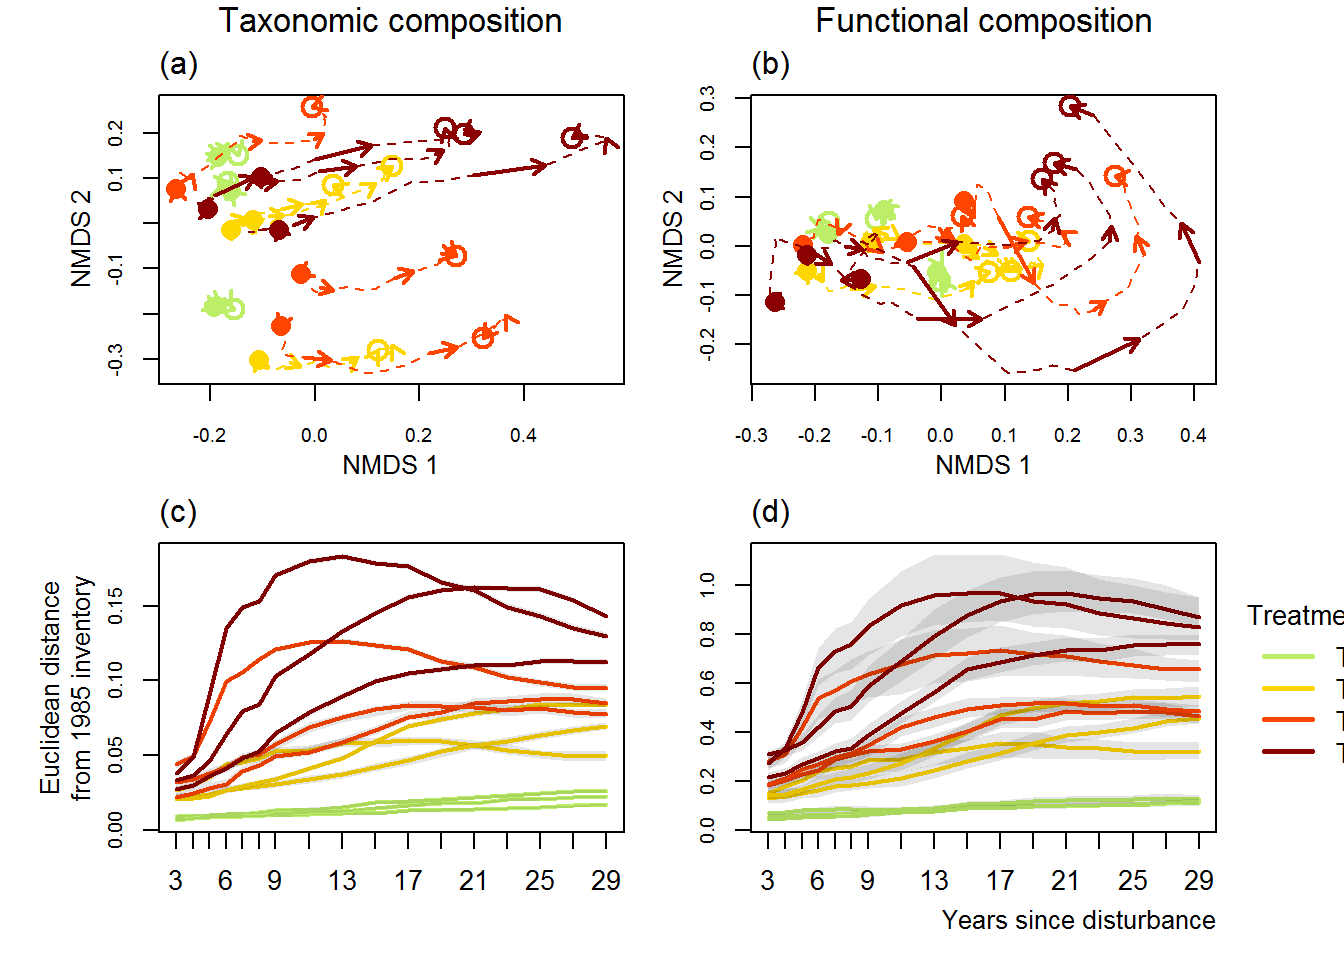 Taxonomic composition
Functional composition
(a)
(b)
NMDS 2
0.2
0.1
-0.1
-0.3
-0.2
0.0
0.2
0.4
NMDS 1
NMDS 2
0.3
0.2
0.1
0.0
-0.1
-0.2
-0.3
-0.2
-0.1
0.0
0.1
0.2
0.3
0.4
NMDS 1
(c)
(d)
Euclidean distance
from 1985 inventory
0.15
0.10
0.05
0.00
3 6 9 13 17 21 25 29
1.0
0.8
0.6
0.4
0.2
0.0
3 6 9 13 17 21 25 29
Years since disturbance
Treatme
T
T
T
T